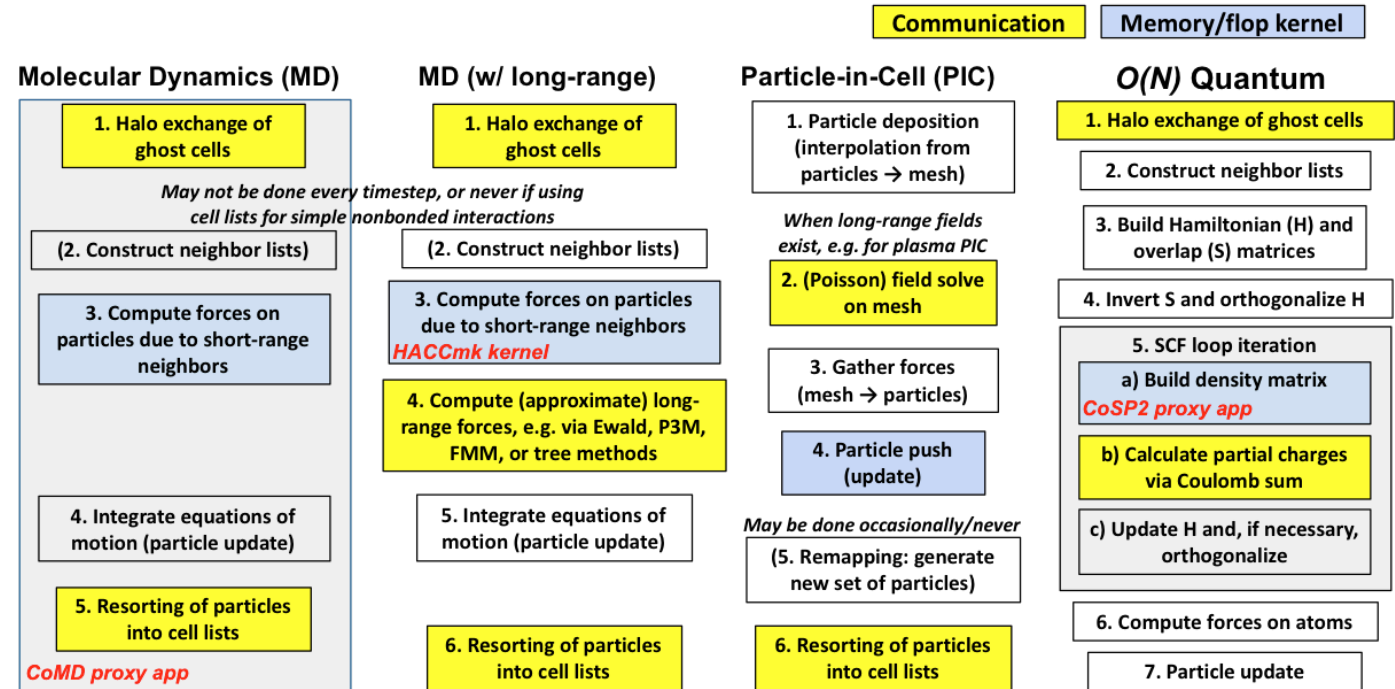 Communication
Memory/flop kernel
Molecular Dynamics (MD)
1. Halo exchange of
ghost cells
May not be done every timestep, or never if using
cell lists for simple nonbonded interactions
(2. Construct neighbor lists)
3. Compute forces on
particles due to short-range
neighbors
4. Integrate equations of
motion (particle update)
5. Resorting of particles
into cell lists
CoMD proxy app
MD (w/ long-range)
1. Halo exchange of
ghost cells
(2. Construct neighbor lists)
3. Compute forces on particles
due to short-range neighbors
HACCmk kernel
4. Compute (approximate) long-
range forces, e.g. via Ewald, P3M,
FMM, or tree methods
5. Integrate equations of
motion (particle update)
6. Resorting of particles
into cell lists
Particle-in-Cell (PIC)
1. Particle deposition
(interpolation from
particles → mesh)
When long-range fields
exist, e.g. for plasma PIC
2. (Poisson) field solve
on mesh
3. Gather forces
(mesh → particles)
4. Particle push
(update)
May be done occasionally/never
(5. Remapping: generate
new set of particles)
6. Resorting of particles
into cell lists
O(N) Quantum
1. Halo exchange of ghost cells
2. Construct neighbor lists
3. Build Hamiltonian (H) and
overlap (S) matrices
4. Invert S and orthogonalize H
5. SCF loop iteration
a) Build density matrix
CoSP2 proxy app
b) Calculate partial charges
via Coulomb sum
c) Update H and, if necessary,
orthogonalize
6. Compute forces on atoms
7. Particle update